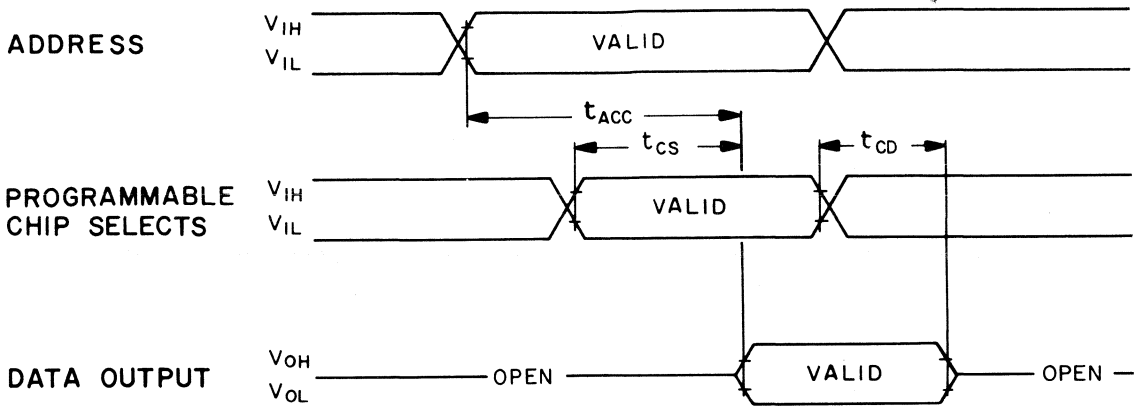 ADDRESS
VIH
VIL
VALID
tACC
tCS
tCD
PROGRAMMABLE
CHIP SELECTS
VIH
VIL
VALID
DATA OUTPUT
VOH
VOL
OPEN
VALID
OPEN